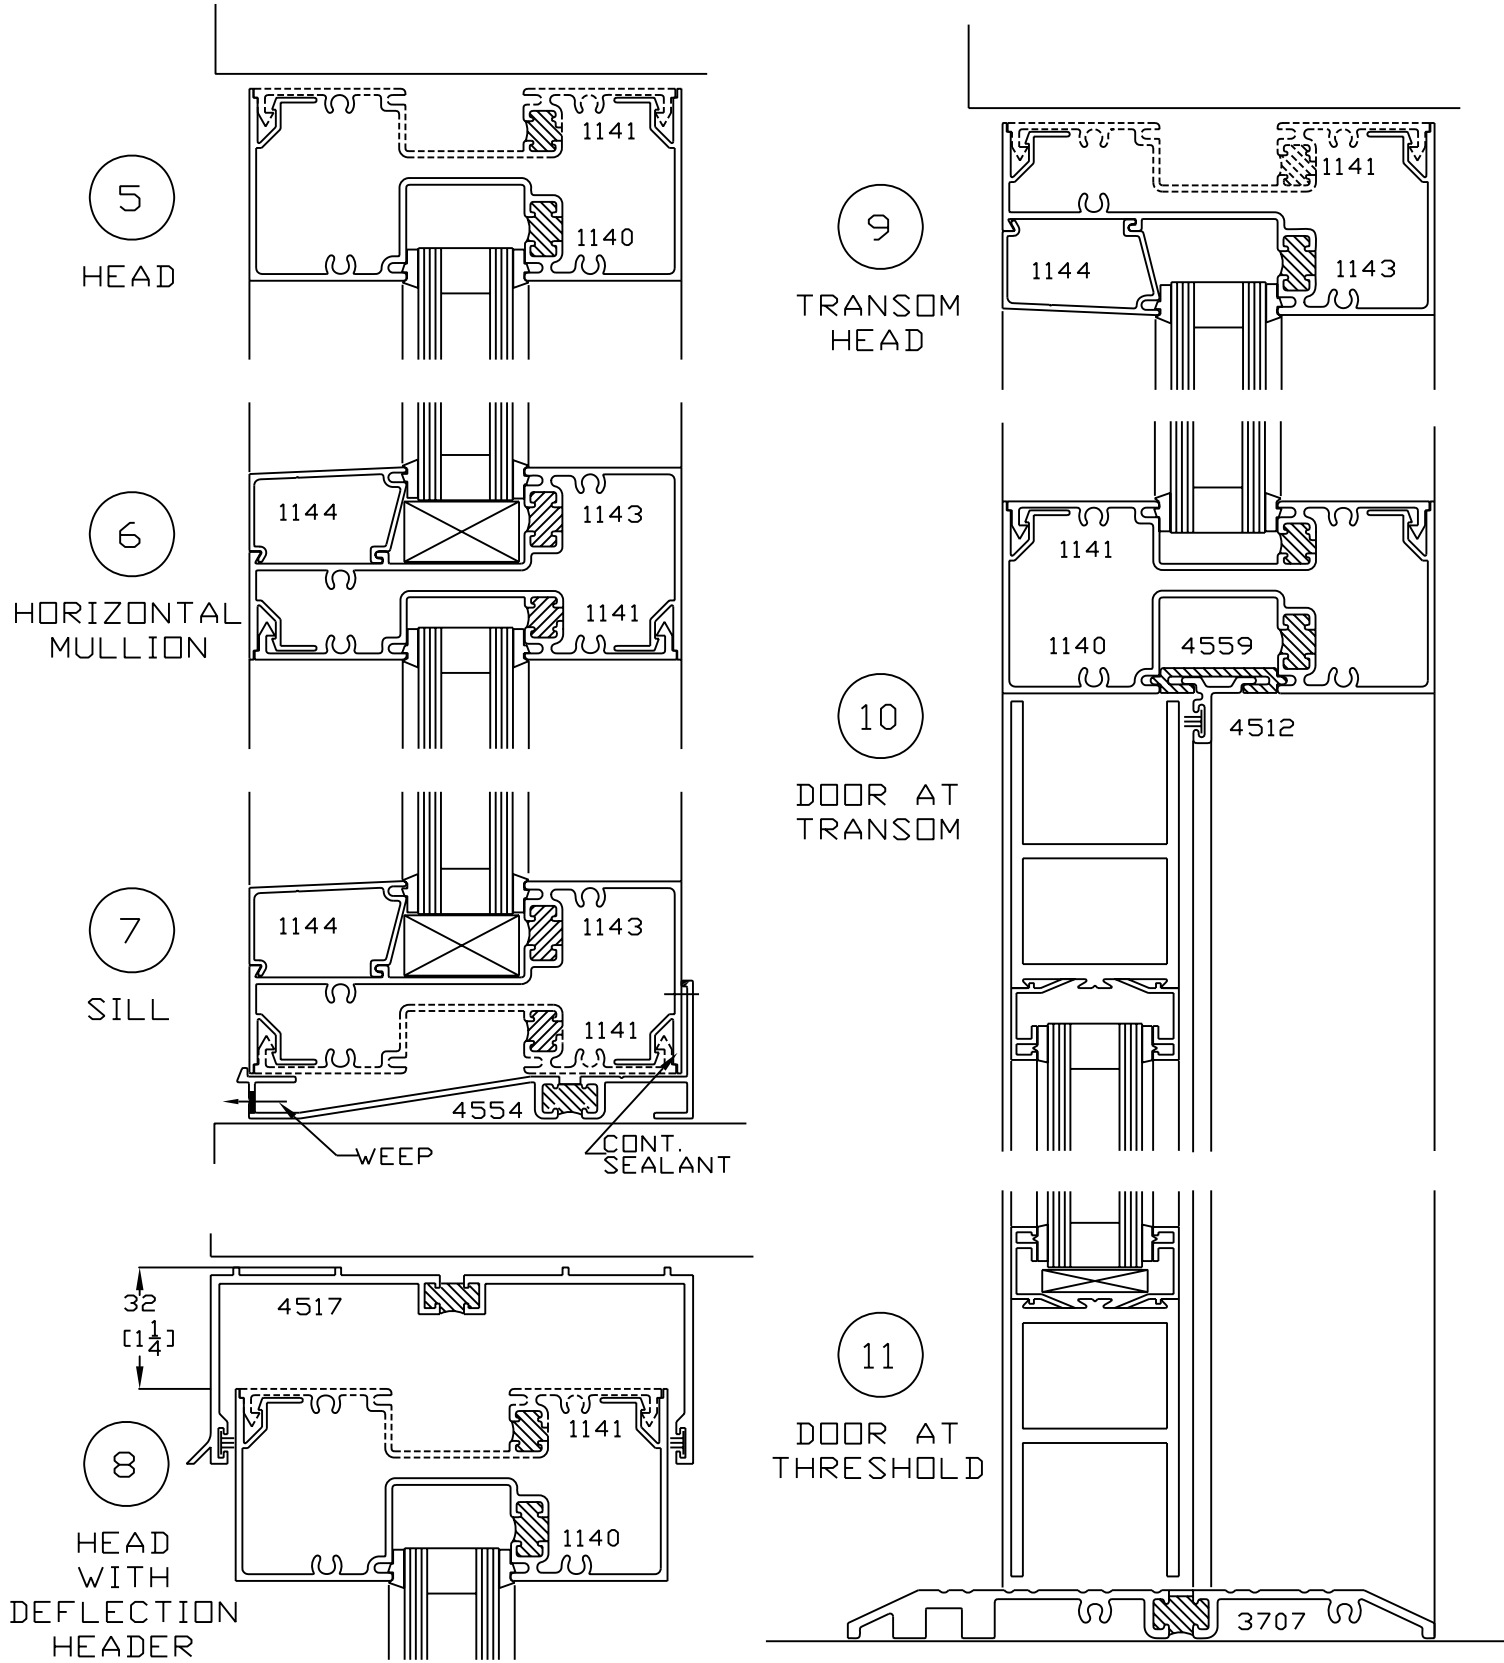 5
HEAD
1141
1140
6
HORIZONTAL
MULLION
1144
1143
1141
7
SILL
1144
1143
1141
4554
WEEP
CONT.
SEALANT
32
[1 1/4]
4517
8
HEAD
WITH
DEFLECTION
HEADER
1141
1140
9
TRANSOM
HEAD
1141
1144
1143
10
DOOR AT
TRANSOM
1141
1140
4559
4512
11
DOOR AT
THRESHOLD
3707